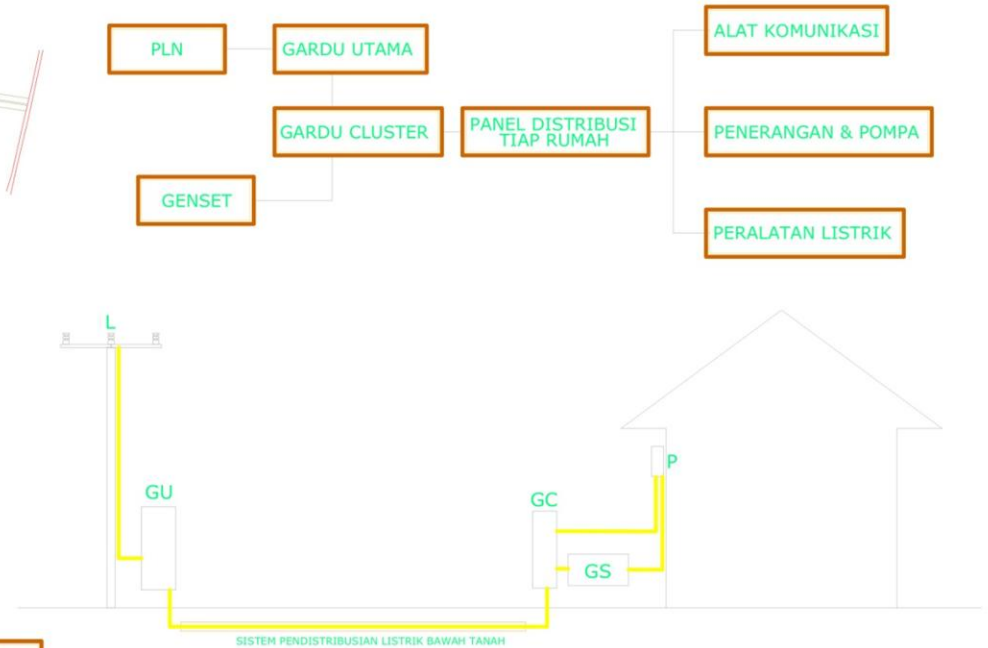 ALAT KOMUNIKASI
PLN
GARDU UTAMA
GARDU CLUSTER
PANEL DISTRIBUSI
TIAP RUMAH
PENERANGAN & POMPA
GENSET
PERALATAN LISTRIK
L
P
GU
GC
GS
SISTEM PENDISTRIBUSIAN LISTRIK BAWAH TANAH